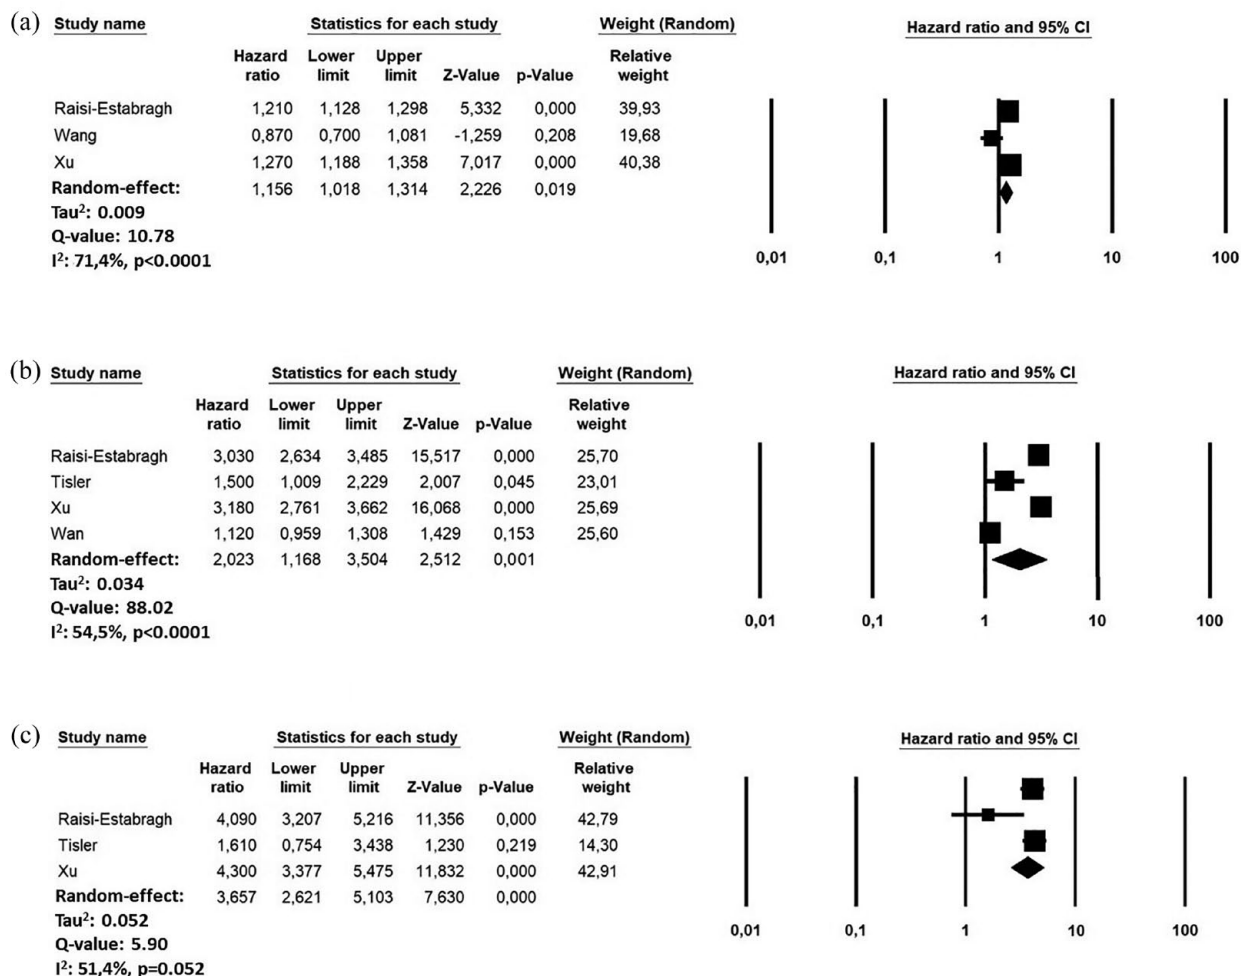 (a) Study name Statistics for each study Weight (Random) Hazard ratio and 95% CI
Hazard Lower Upper Relative
ratio limit limit Z-Value p-Value weight
Raisi-Estabragh 1,210 1,128 1,298 5,332 0,000 39,93
Wang 0,870 0,700 1,081 -1,259 0,208 19,68
Xu 1,270 1,188 1,358 7,017 0,000 40,38
Random-effect: 1,156 1,018 1,314 2,226 0,019
Tau²: 0.009
Q-value: 10.78
I²: 71,4%, p<0.0001
0,01 0,1 1 10 100
(b) Study name Statistics for each study Weight (Random) Hazard ratio and 95% CI
Hazard Lower Upper Relative
ratio limit limit Z-Value p-Value weight
Raisi-Estabragh 3,030 2,634 3,485 15,517 0,000 25,70
Tisler 1,500 1,009 2,229 2,007 0,045 23,01
Xu 3,180 2,761 3,662 16,068 0,000 25,69
Wan 1,120 0,959 1,308 1,429 0,153 25,60
Random-effect: 2,023 1,168 3,504 2,512 0,001
Tau²: 0.034
Q-value: 88.02
I²: 54,5%, p<0.0001
0,01 0,1 1 10 100
(c) Study name Statistics for each study Weight (Random) Hazard ratio and 95% CI
Hazard Lower Upper Relative
ratio limit limit Z-Value p-Value weight
Raisi-Estabragh 4,090 3,207 5,216 11,356 0,000 42,79
Tisler 1,610 0,754 3,438 1,230 0,219 14,30
Xu 4,300 3,377 5,475 11,832 0,000 42,91
Random-effect: 3,657 2,621 5,103 7,630 0,000
Tau²: 0.052
Q-value: 5.90
I²: 51,4%, p=0.052
0,01 0,1 1 10 100